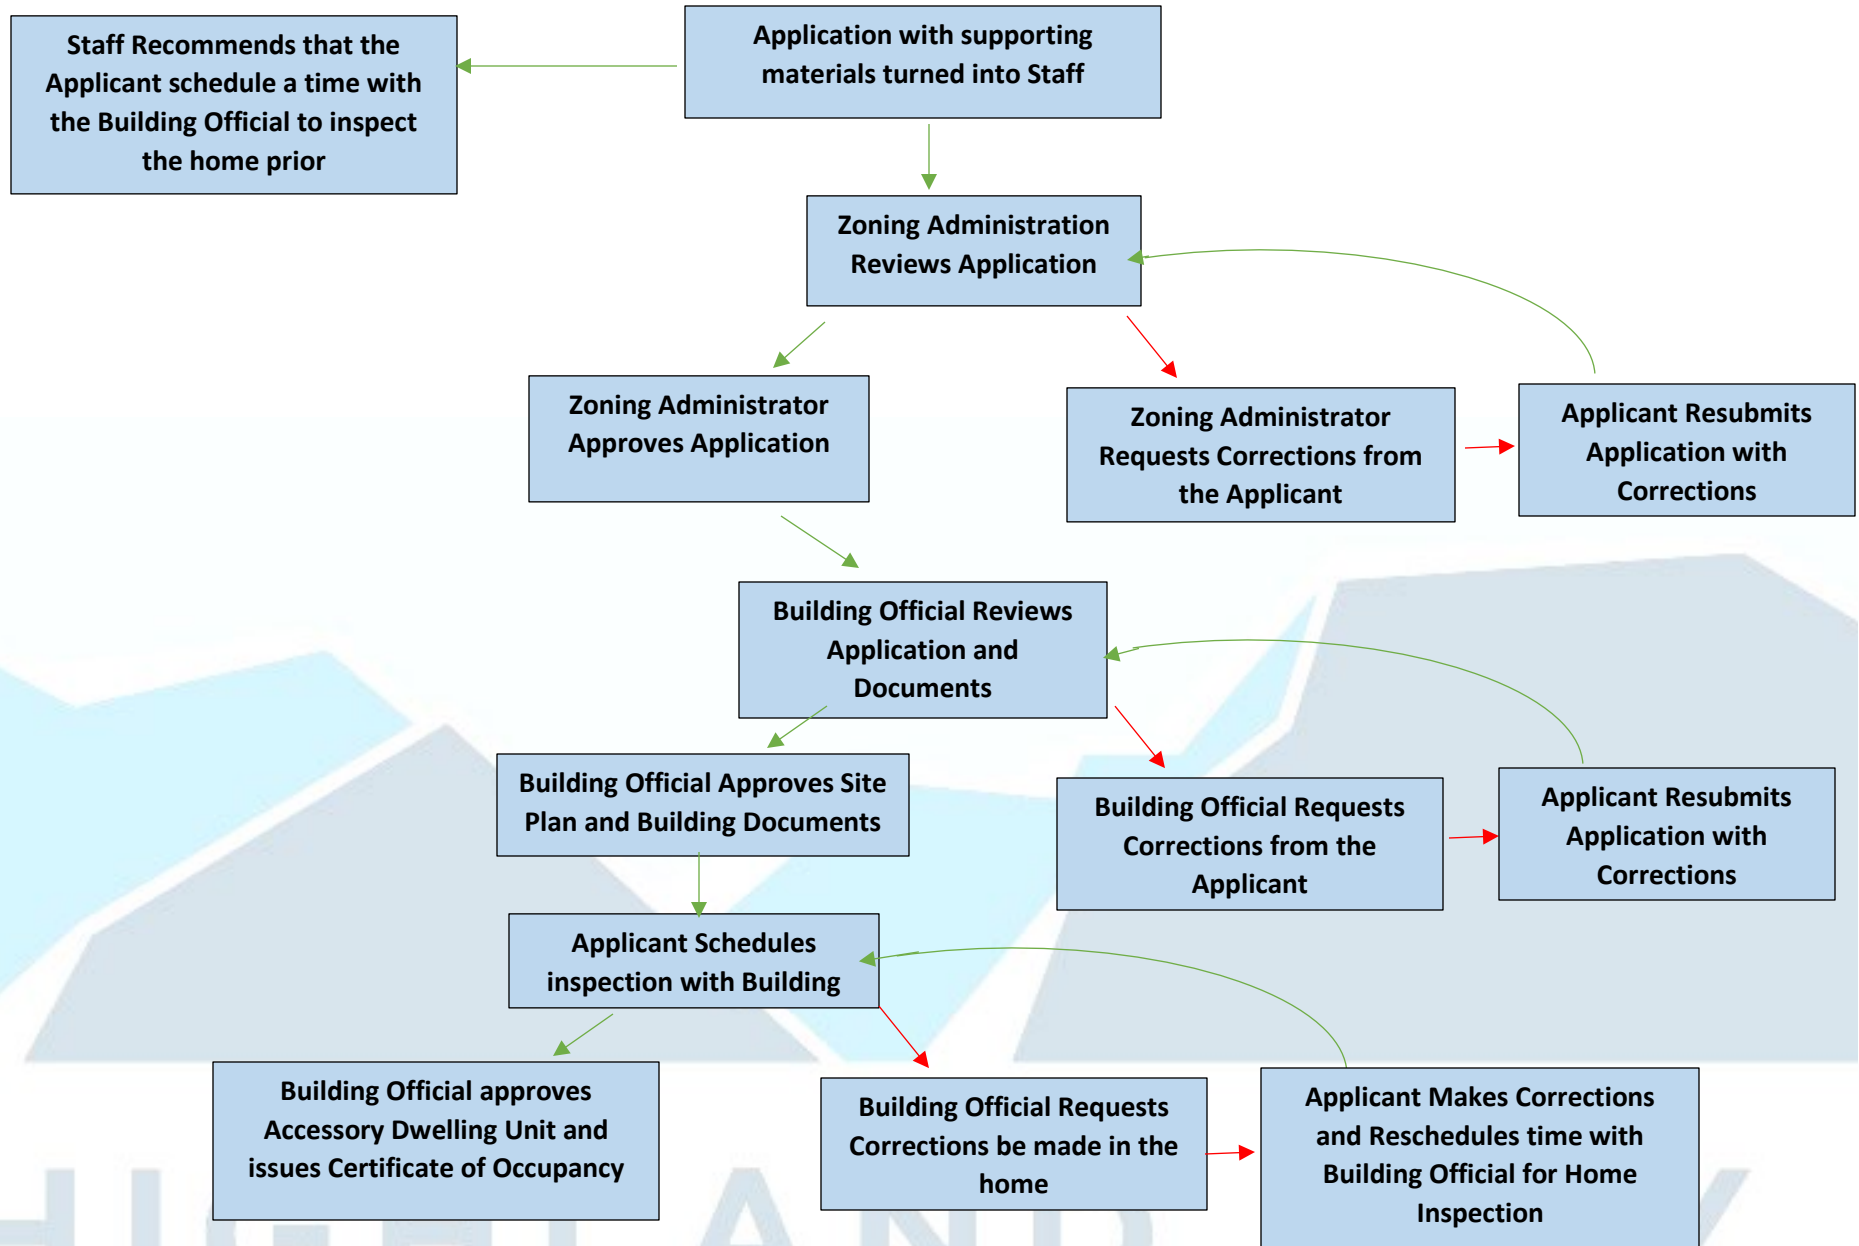 Staff Recommends that the
Applicant schedule a time with
the Building Official to inspect
the home prior
Application with supporting
materials turned into Staff
Zoning Administration
Reviews Application
Zoning Administrator
Approves Application
Zoning Administrator
Requests Corrections from
the Applicant
Applicant Resubmits
Application with
Corrections
Building Official Reviews
Application and
Documents
Building Official Approves Site
Plan and Building Documents
Building Official Requests
Corrections from the
Applicant
Applicant Resubmits
Application with
Corrections
Applicant Schedules
inspection with Building
Building Official approves
Accessory Dwelling Unit and
issues Certificate of Occupancy
Building Official Requests
Corrections be made in the
home
Applicant Makes Corrections
and Reschedules time with
Building Official for Home
Inspection
HIGHLAND